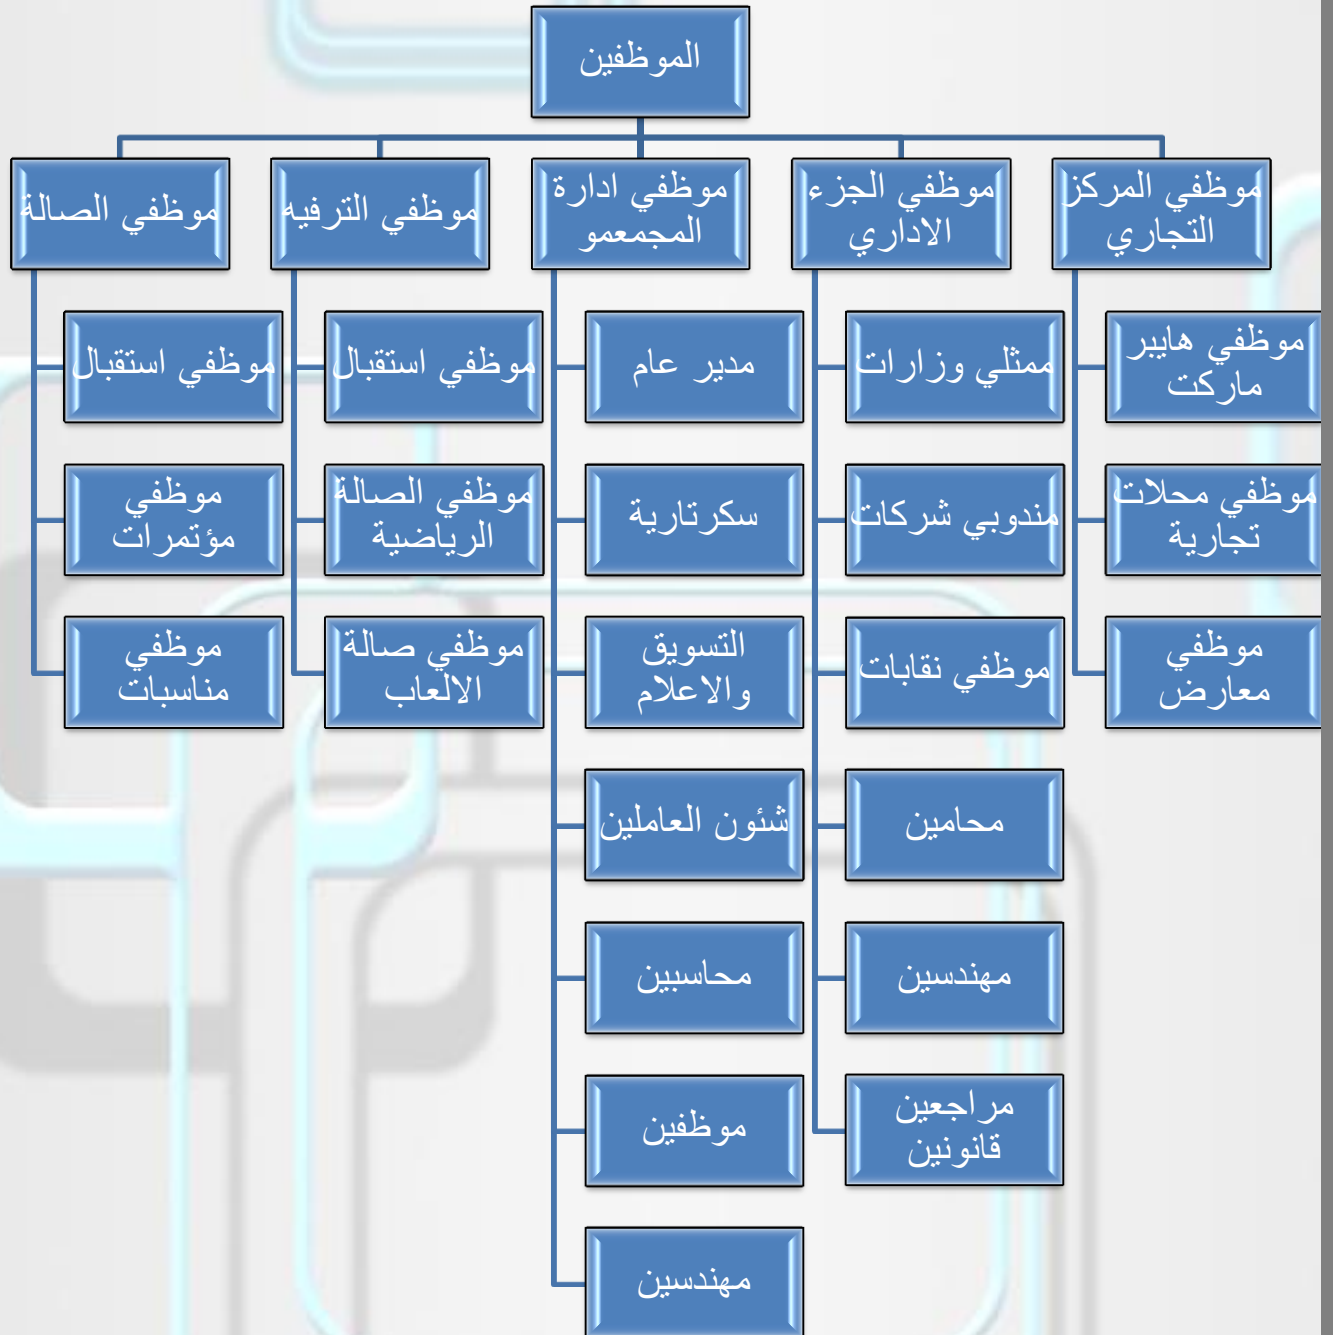 الموظفين
موظفي المركز
التجاري
موظفي الجزء
الاداري
موظفي ادارة
المجمعمو
موظفي الترفيه
موظفي الصالة
موظفي هايبر
ماركت
ممثلي وزارات
مدير عام
موظفي استقبال
موظفي استقبال
موظفي محلات
تجارية
مندوبي شركات
سكرتارية
موظفي الصالة
الرياضية
موظفي
مؤتمرات
موظفي
معارض
موظفي نقابات
التسويق
والاعلام
موظفي صالة
الالعاب
موظفي
مناسبات
محامين
شئون العاملين
مهندسين
محاسبين
مراجعين
قانونين
موظفين
مهندسين